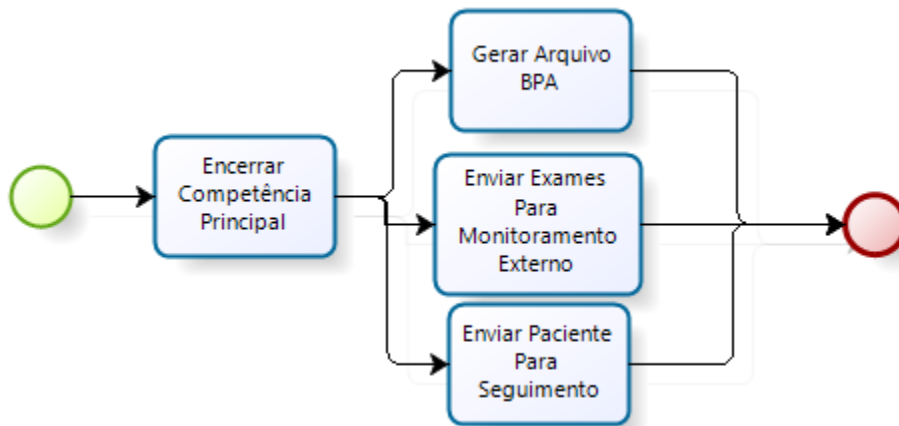 Encerrar
Competência
Principal
Gerar Arquivo
BPA
Enviar Exames
Para
Monitoramento
Externo
Enviar Paciente
Para
Seguimento